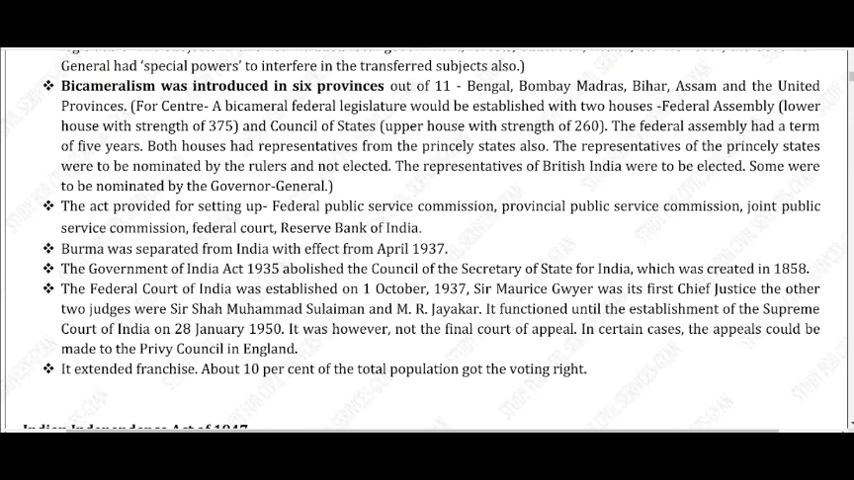 General had ‘special powers’ to interfere in the transferred subjects also.)
❖ Bicameralism was introduced in six provinces out of 11 - Bengal, Bombay Madras, Bihar, Assam and the United
Provinces. (For Centre- A bicameral federal legislature would be established with two houses -Federal Assembly (lower
house with strength of 375) and Council of States (upper house with strength of 260). The federal assembly had a term
of five years. Both houses had representatives from the princely states also. The representatives of the princely states
were to be nominated by the rulers and not elected. The representatives of British India were to be elected. Some were
to be nominated by the Governor-General.)
❖ The act provided for setting up- Federal public service commission, provincial public service commission, joint public
service commission, federal court, Reserve Bank of India.
❖ Burma was separated from India with effect from April 1937.
❖ The Government of India Act 1935 abolished the Council of the Secretary of State for India, which was created in 1858.
❖ The Federal Court of India was established on 1 October, 1937, Sir Maurice Gwyer was its first Chief Justice the other
two judges were Sir Shah Muhammad Sulaiman and M. R. Jayakar. It functioned until the establishment of the Supreme
Court of India on 28 January 1950. It was however, not the final court of appeal. In certain cases, the appeals could be
made to the Privy Council in England.
❖ It extended franchise. About 10 per cent of the total population got the voting right.
Indian Independence Act of 1947